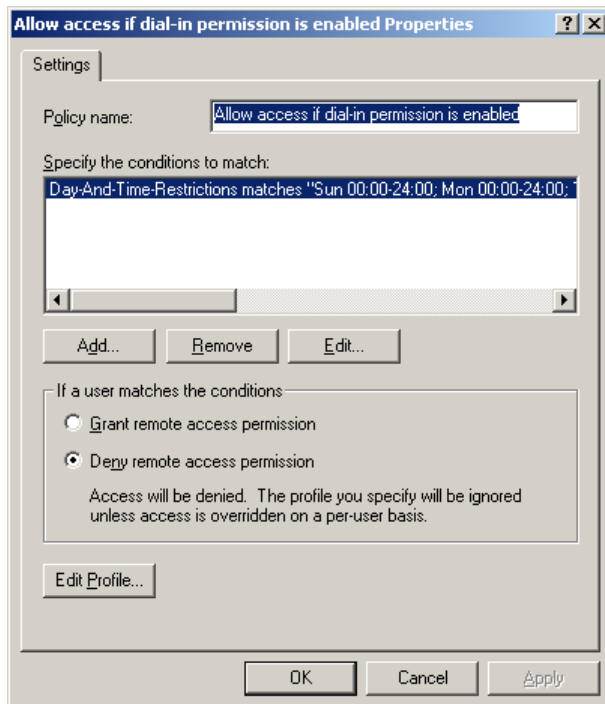 Allow access if dial-in permission is enabled Properties
Settings
Policy name:
Allow access if dial-in permission is enabled
Specify the conditions to match:
Day-And-Time-Restrictions matches "Sun 00:00-24:00; Mon 00:00-24:00; T
Add...
Remove
Edit...
If a user matches the conditions
Grant remote access permission
Deny remote access permission
Access will be denied. The profile you specify will be ignored
unless access is overridden on a per-user basis.
Edit Profile...
OK
Cancel
Apply